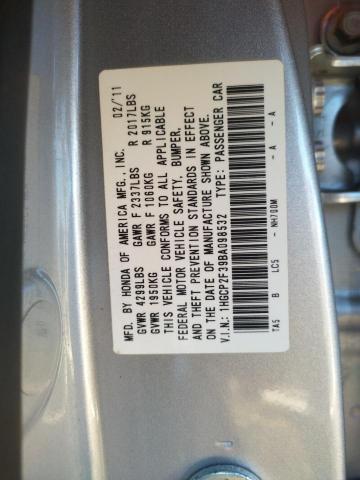 MFD. BY HONDA OF AMERICA MFG., INC. 02/11
GVWR 4299LBS GAWR F 2337LBS R 2017LBS
GVWR 1950KG GAWR F 1060KG R 915KG
THIS VEHICLE CONFORMS TO ALL APPLICABLE
FEDERAL MOTOR VEHICLE SAFETY, BUMPER,
AND THEFT PREVENTION STANDARDS IN EFFECT
ON THE DATE OF MANUFACTURE SHOWN ABOVE.
V.I.N.: 1HGCP2F39BA098532 TYPE: PASSENGER CAR
TA5 B LC5 - NH700M - A - A